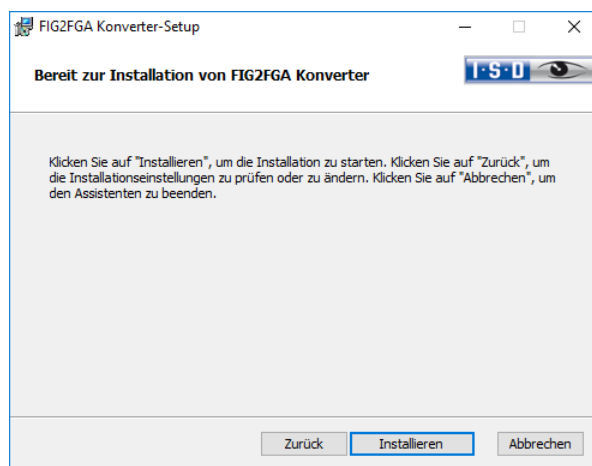 FIG2FGA Konverter-Setup
Bereit zur Installation von FIG2FGA Konverter
I·S·D
Klicken Sie auf "Installieren", um die Installation zu starten. Klicken Sie auf "Zurück", um
die Installationseinstellungen zu prüfen oder zu ändern. Klicken Sie auf "Abbrechen", um
den Assistenten zu beenden.
Zurück
Installieren
Abbrechen